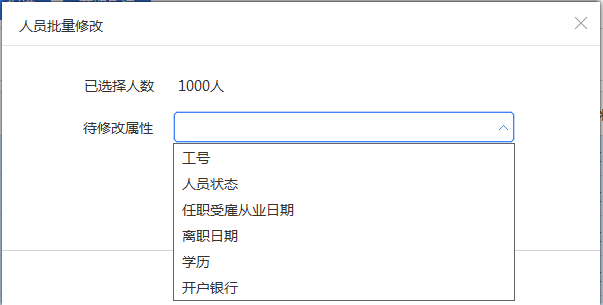 人员批量修改
已选择人数 1000人
待修改属性
工号
人员状态
任职受雇从业日期
离职日期
学历
开户银行